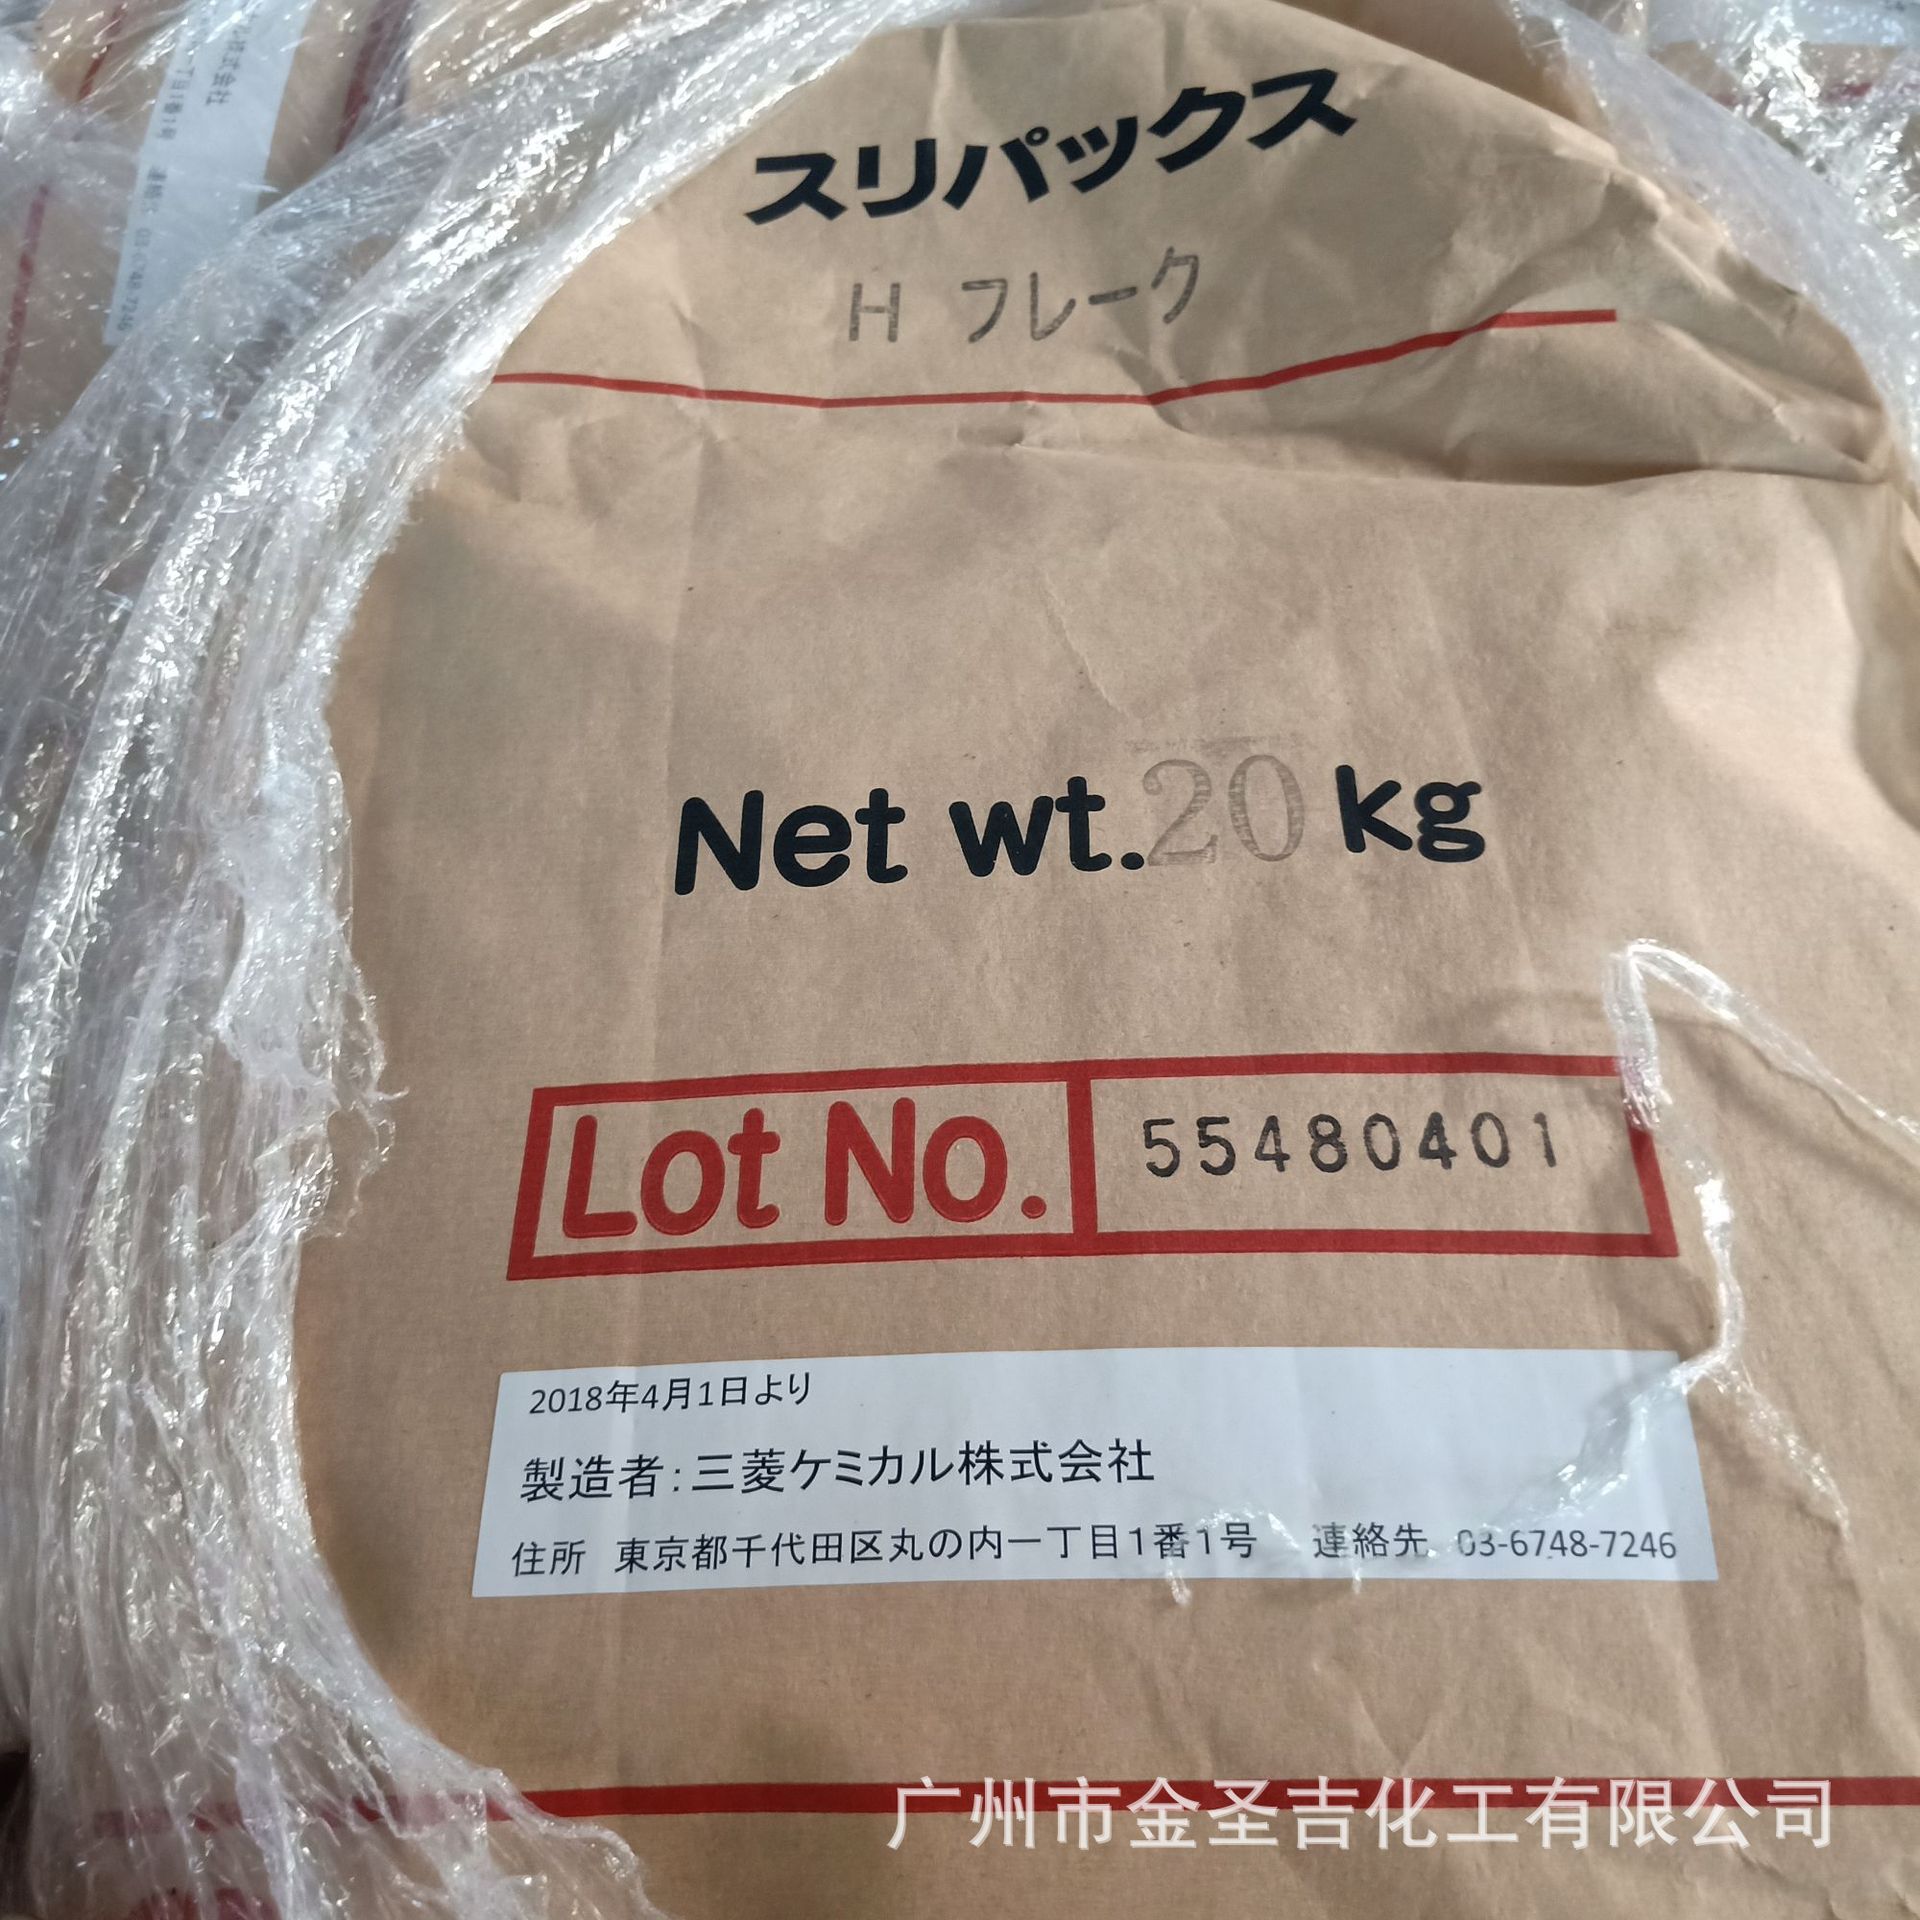 スリパックス
H フレーク
Net wt. 20 kg
Lot No. 55480401
2018年4月1日より
製造者:三菱ケミカル株式会社
住所 東京都千代田区丸の内一丁目1番1号 連絡先 03-6748-7246
广州市金圣吉化工有限公司